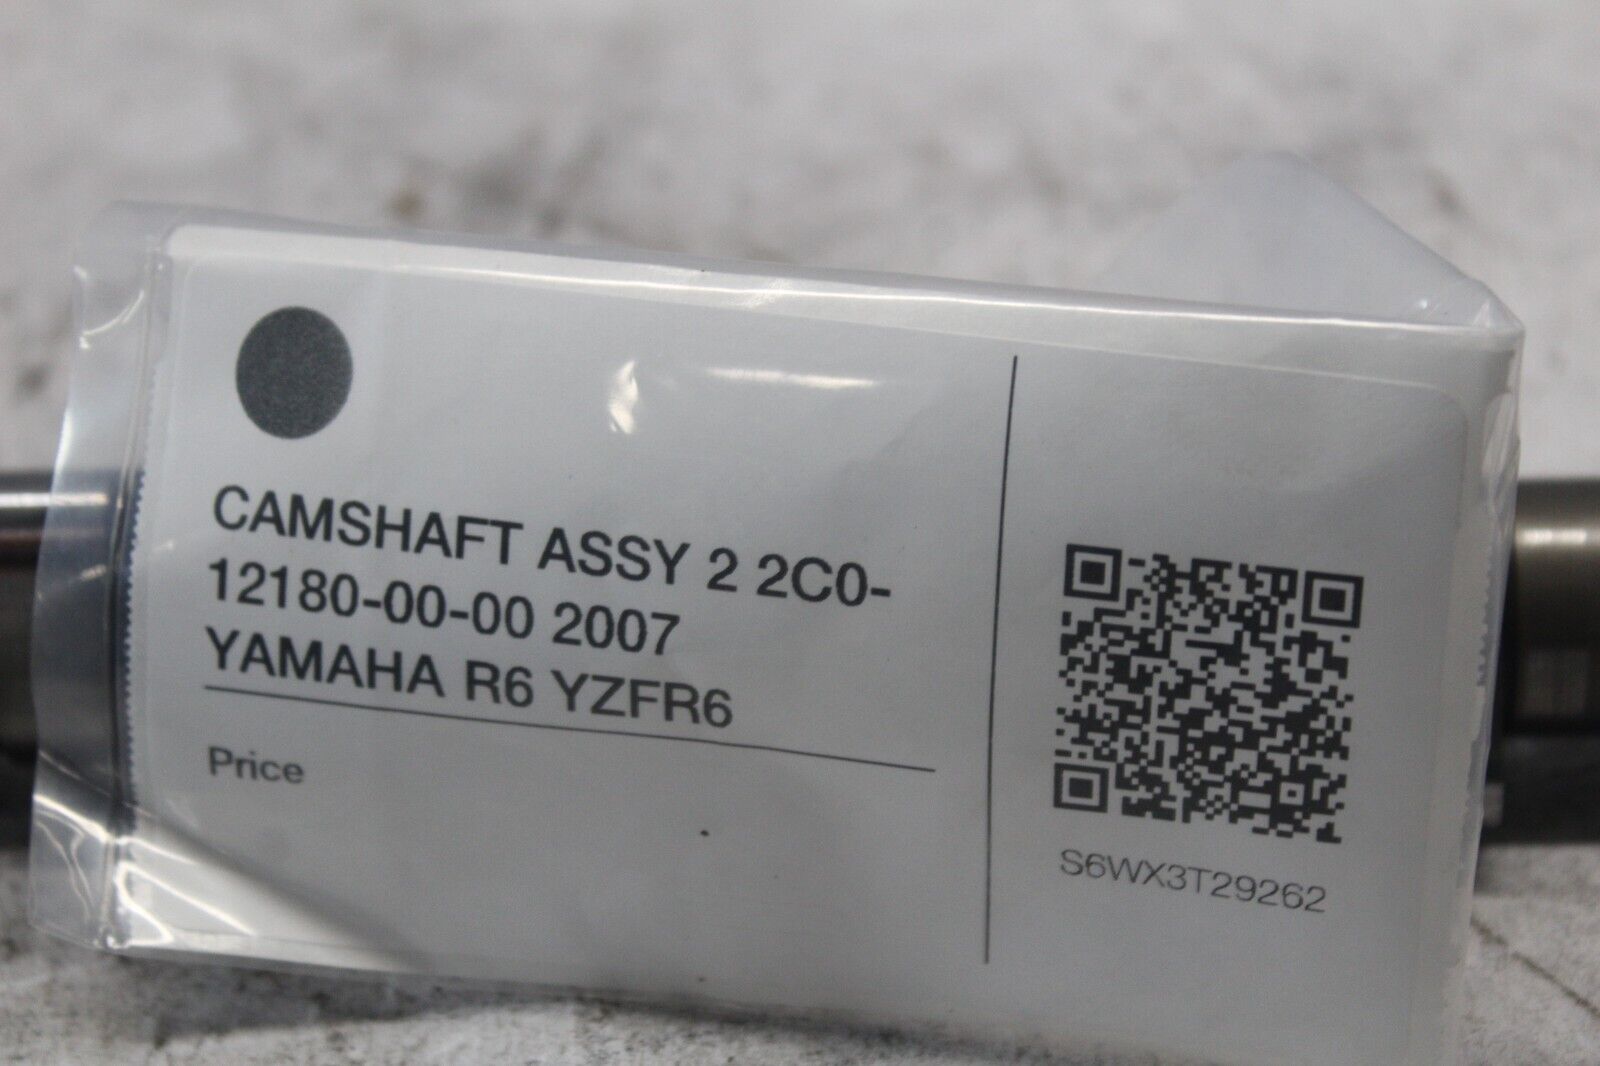 CAMSHAFT ASSY 2 2C0-
12180-00-00 2007
YAMAHA R6 YZFR6
Price
S6WX3T29262